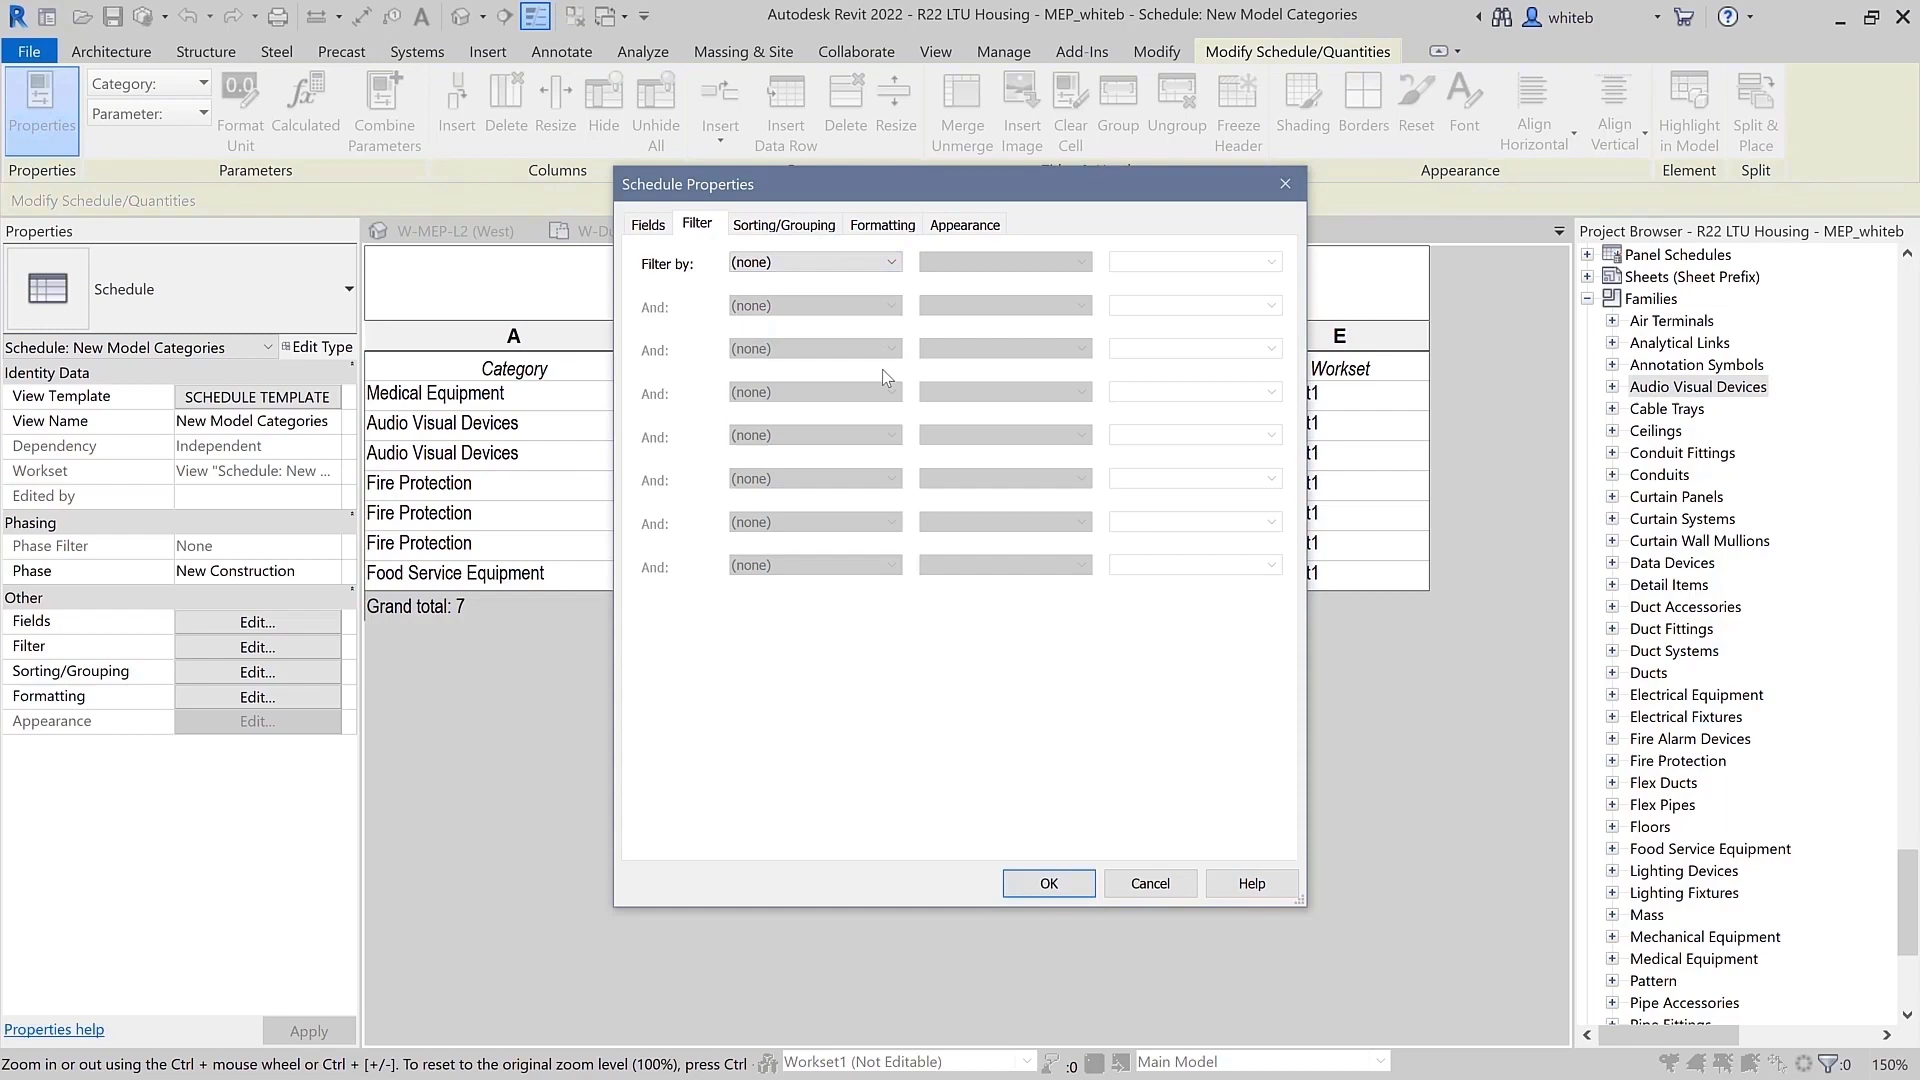 Autodesk Revit 2022 - R22 LTU Housing - MEP_whiteb - Schedule: New Model Categories
whiteb
File Architecture Structure Steel Precast Systems Insert Annotate Analyze Massing & Site Collaborate View Manage Add-Ins Modify Modify Schedule/Quantities
Category:
Parameter:
Properties
Format Unit
Calculated
Combine Parameters
Insert
Delete
Resize
Hide
Unhide All
Insert
Insert Data Row
Delete
Resize
Merge Unmerge
Insert Image
Clear Cell
Group
Ungroup
Freeze Header
Shading
Borders
Reset
Font
Align Horizontal
Align Vertical
Highlight in Model
Split & Place
Properties Parameters Columns Appearance Element Split
Modify Schedule/Quantities
Properties
Schedule
Schedule: New Model Categories
Edit Type
Identity Data
View Template SCHEDULE TEMPLATE
View Name New Model Categories
Dependency Independent
Workset View "Schedule: New ...
Edited by
Phasing
Phase Filter None
Phase New Construction
Other
Fields Edit...
Filter Edit...
Sorting/Grouping Edit...
Formatting Edit...
Appearance Edit...
Properties help
Apply
W-MEP-L2 (West)
W-Du
A
E
Category
Workset
Medical Equipment t1
Audio Visual Devices t1
Audio Visual Devices t1
Fire Protection t1
Fire Protection t1
Fire Protection t1
Food Service Equipment t1
Grand total: 7
Schedule Properties
Fields Filter Sorting/Grouping Formatting Appearance
Filter by: (none)
And: (none)
And: (none)
And: (none)
And: (none)
And: (none)
And: (none)
And: (none)
OK Cancel Help
Project Browser - R22 LTU Housing - MEP_whiteb
Panel Schedules
Sheets (Sheet Prefix)
Families
Air Terminals
Analytical Links
Annotation Symbols
Audio Visual Devices
Cable Trays
Ceilings
Conduit Fittings
Conduits
Curtain Panels
Curtain Systems
Curtain Wall Mullions
Data Devices
Detail Items
Duct Accessories
Duct Fittings
Duct Systems
Ducts
Electrical Equipment
Electrical Fixtures
Fire Alarm Devices
Fire Protection
Flex Ducts
Flex Pipes
Floors
Food Service Equipment
Lighting Devices
Lighting Fixtures
Mass
Mechanical Equipment
Medical Equipment
Pattern
Pipe Accessories
Pipe Fittings
Zoom in or out using the Ctrl + mouse wheel or Ctrl + [+/-]. To reset to the original zoom level (100%), press Ctrl
Workset1 (Not Editable)
:0
Main Model
:0
150%